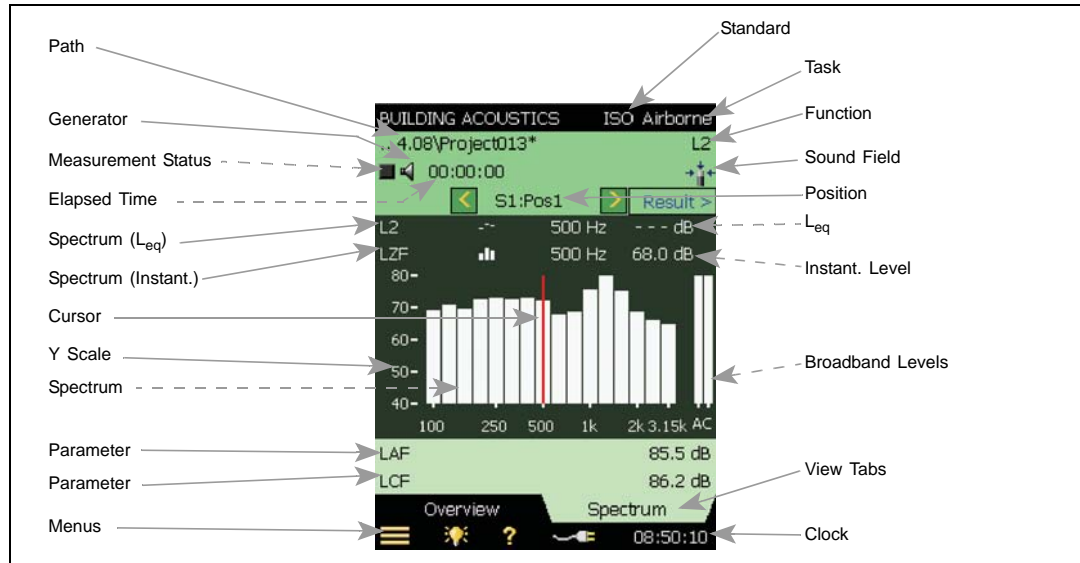 Path
Generator
Measurement Status
Elapsed Time
Spectrum (Leq)
Spectrum (Instant.)
Cursor
Y Scale
Spectrum
Parameter
Parameter
Menus
BUILDING ACOUSTICS ISO Airborne
...4.08\Project013* L2
00:00:00
< S1:Pos1 > Result >
L2 500 Hz - - - dB
LZF 500 Hz 68.0 dB
80
70
60
50
40
100 250 500 1k 2k 3.15k AC
LAF 85.5 dB
LCF 86.2 dB
Overview Spectrum
? 08:50:10
Standard
Task
Function
Sound Field
Position
Leq
Instant. Level
Broadband Levels
View Tabs
Clock